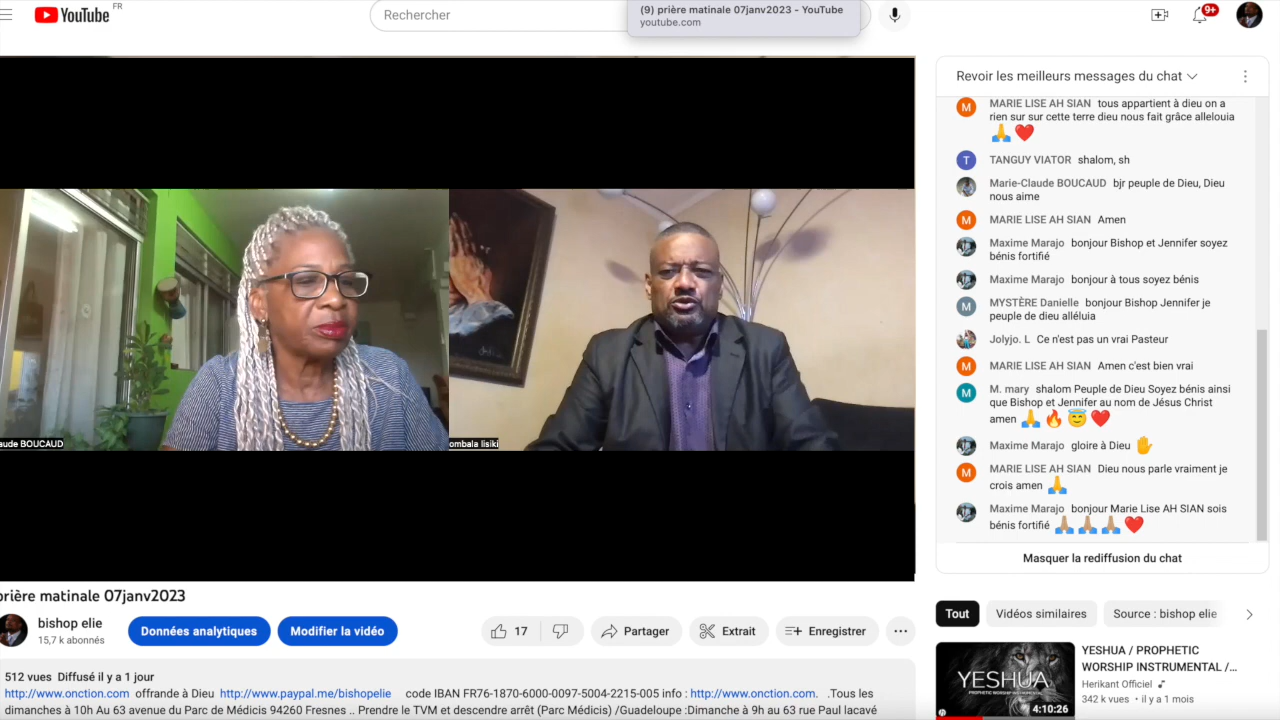 YouTube FR
Rechercher
(9) prière matinale 07janv2023 - YouTube
youtube.com
9+
Revoir les meilleurs messages du chat
MARIE LISE AH SIAN tous appartient à dieu on a
rien sur sur cette terre dieu nous fait grâce allelouia
🙏❤️
T TANGUY VIATOR shalom, sh
Marie-Claude BOUCAUD bjr peuple de Dieu, Dieu
nous aime
M MARIE LISE AH SIAN Amen
Maxime Marajo bonjour Bishop et Jennifer soyez
bénis fortifié
Maxime Marajo bonjour à tous soyez bénis
M MYSTÈRE Danielle bonjour Bishop Jennifer je
peuple de dieu alléluia
Jolyjo. L Ce n'est pas un vrai Pasteur
M MARIE LISE AH SIAN Amen c'est bien vrai
M M. mary shalom Peuple de Dieu Soyez bénis ainsi
que Bishop et Jennifer au nom de Jésus Christ
amen 🙏🔥😇❤️
Maxime Marajo gloire à Dieu ✋
M MARIE LISE AH SIAN Dieu nous parle vraiment je
crois amen 🙏
Maxime Marajo bonjour Marie Lise AH SIAN sois
bénis fortifié 🙏🏽🙏🏽🙏🏽❤️
Masquer la rediffusion du chat
aude BOUCAUD
ombala lisiki
prière matinale 07janv2023
bishop elie
15,7 k abonnés
Données analytiques
Modifier la vidéo
17
Partager
Extrait
Enregistrer
512 vues Diffusé il y a 1 jour
http://www.onction.com offrande à Dieu http://www.paypal.me/bishopelie code IBAN FR76-1870-6000-0097-5004-2215-005 info : http://www.onction.com. .Tous les
dimanches à 10h Au 63 avenue du Parc de Médicis 94260 Prendre le TVM et descendre arrêt (Parc Médicis) /Guadeloupe :Dimanche à 9h au 63 rue Paul lacavé
Tout
Vidéos similaires
Source : bishop elie
YESHUA
PROPHETIC WORSHIP INSTRUMENTAL
4:10:26
YESHUA / PROPHETIC
WORSHIP INSTRUMENTAL /...
Herikant Officiel
342 k vues • il y a 1 mois